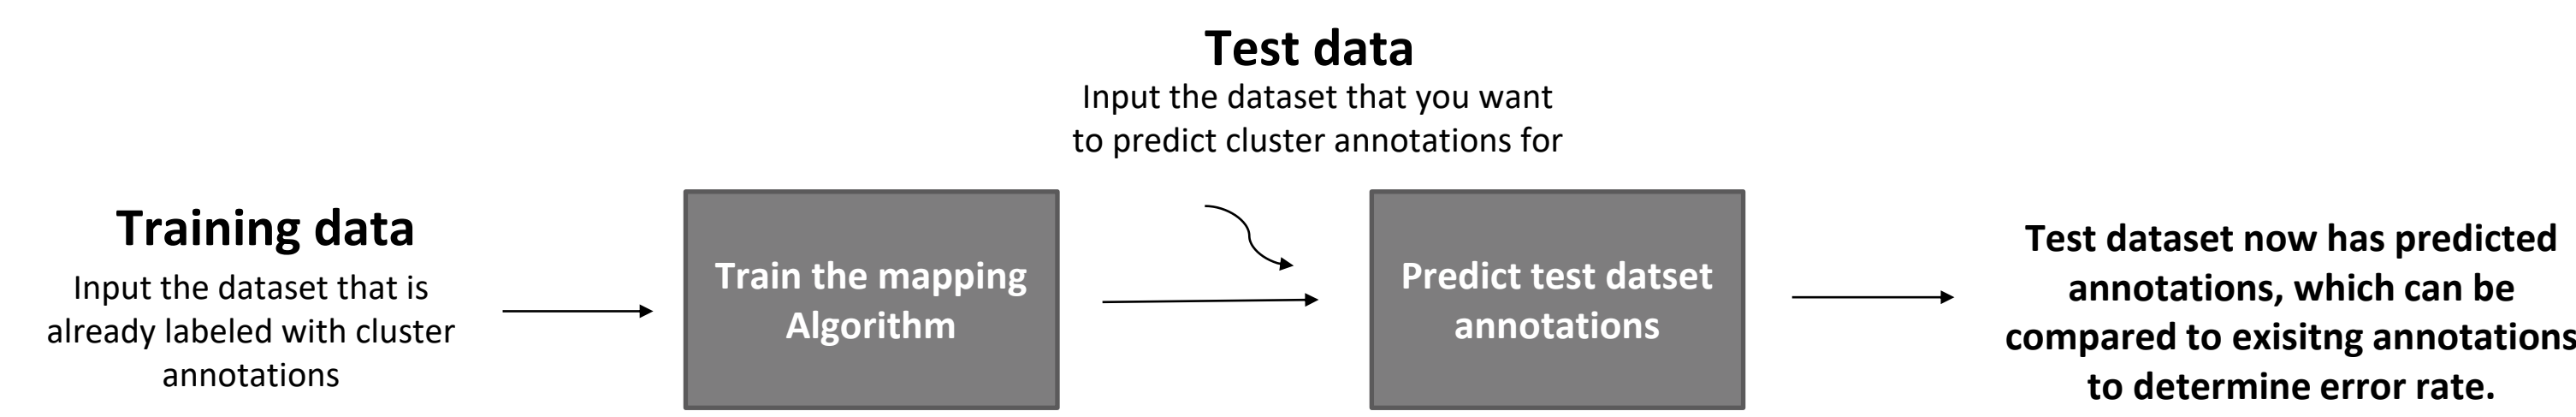 Test data
Input the dataset that you want
to predict cluster annotations for
Training data
Input the dataset that is
already labeled with cluster
annotations
Train the mapping
Algorithm
Predict test datset
annotations
Test dataset now has predicted
annotations, which can be
compared to exisitng annotations
to determine error rate.